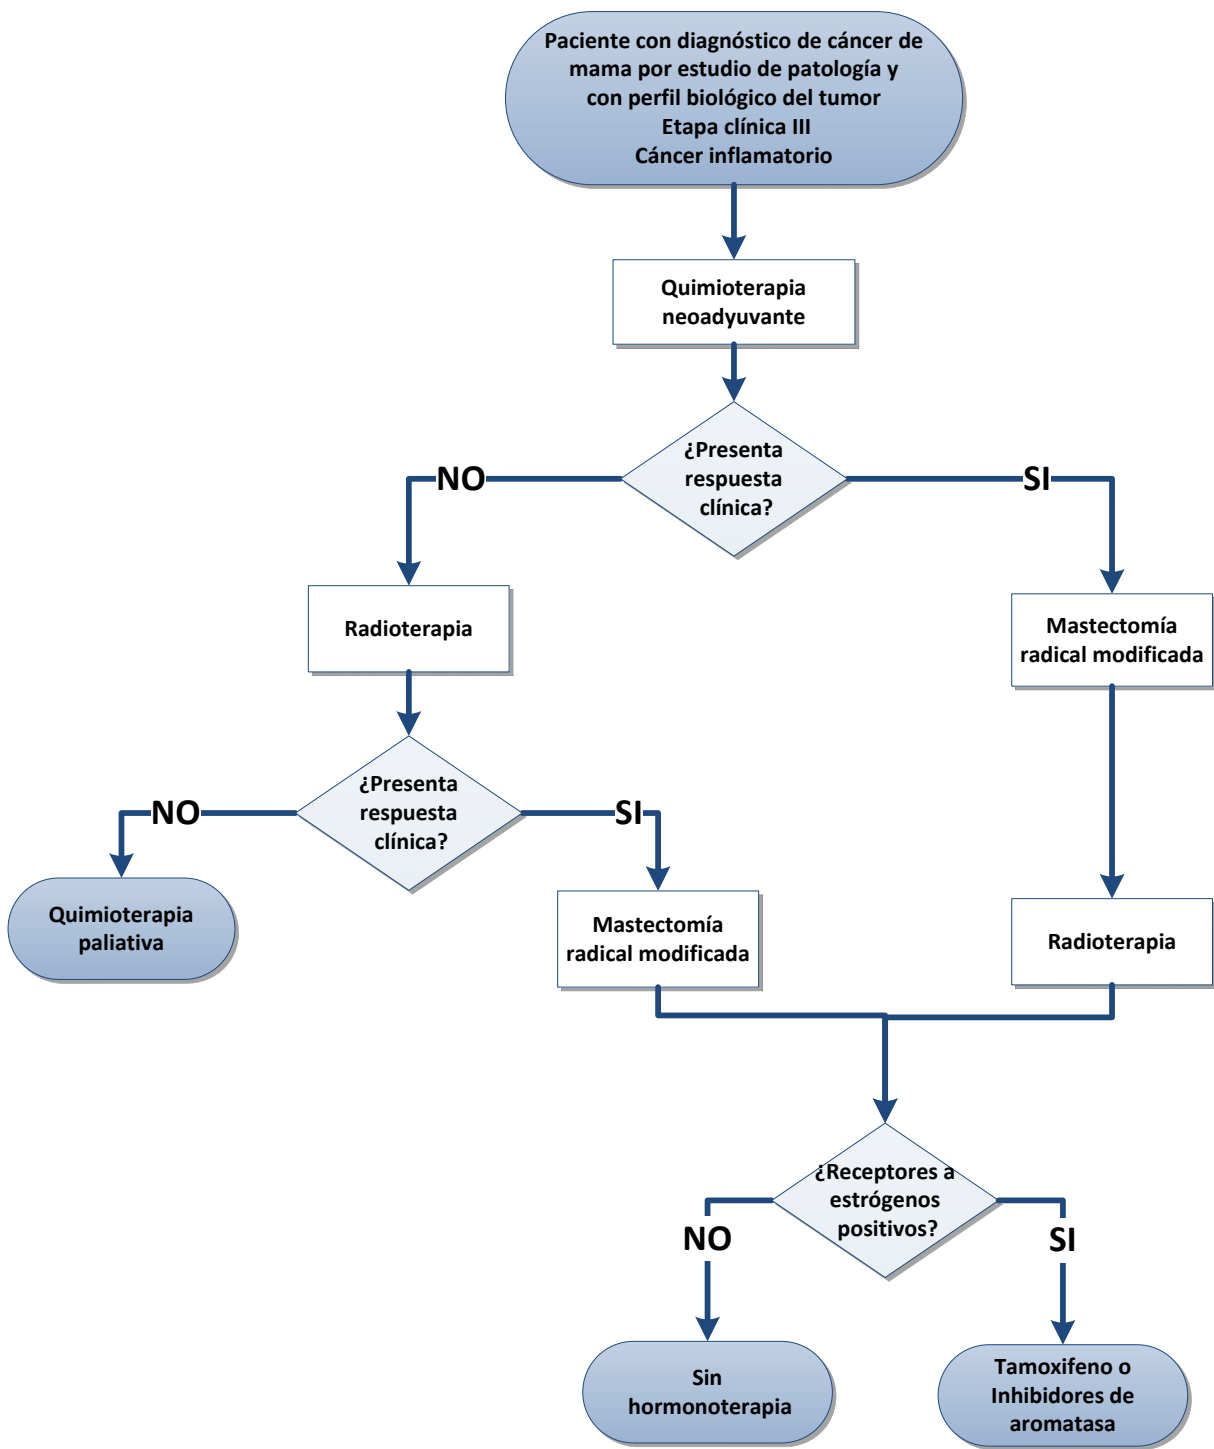 Paciente con diagnóstico de cáncer de
mama por estudio de patología y
con perfil biológico del tumor
Etapa clínica III
Cáncer inflamatorio
Quimioterapia
neoadyuvante
¿Presenta
respuesta
clínica?
NO
SI
Radioterapia
Mastectomía
radical modificada
¿Presenta
respuesta
clínica?
NO
SI
Quimioterapia
paliativa
Mastectomía
radical modificada
Radioterapia
¿Receptores a
estrógenos
positivos?
NO
SI
Sin
hormonoterapia
Tamoxifeno o
Inhibidores de
aromatasa